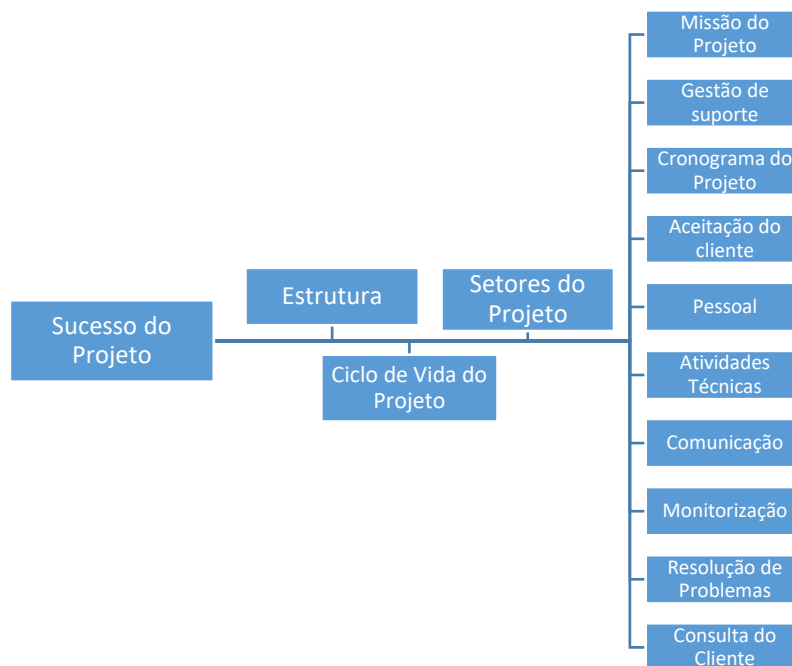 Sucesso do
Projeto
Estrutura
Ciclo de Vida do
Projeto
Setores do
Projeto
Missão do
Projeto
Gestão de
suporte
Cronograma do
Projeto
Aceitação do
cliente
Pessoal
Atividades
Técnicas
Comunicação
Monitorização
Resolução de
Problemas
Consulta do
Cliente